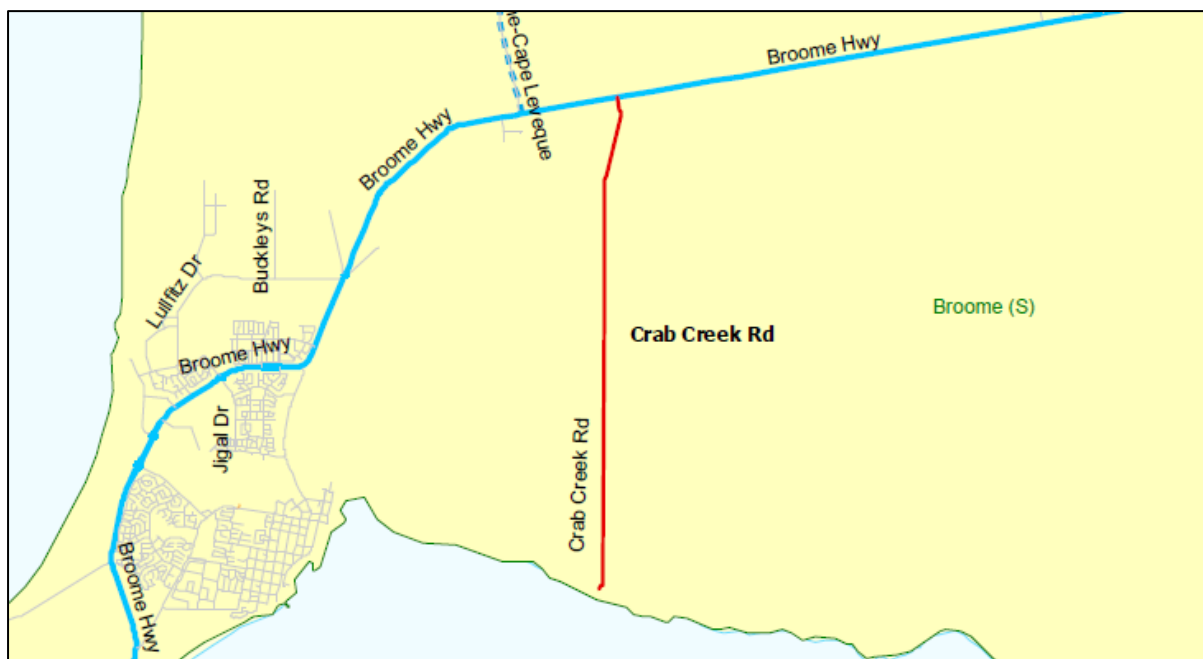 Broome Hwy
ne-Cape Leveque
Broome Hwy
Buckleys Rd
Lullfitz Dr
Broome (S)
Crab Creek Rd
Broome Hwy
Jigal Dr
Crab Creek Rd
Broome Hwy